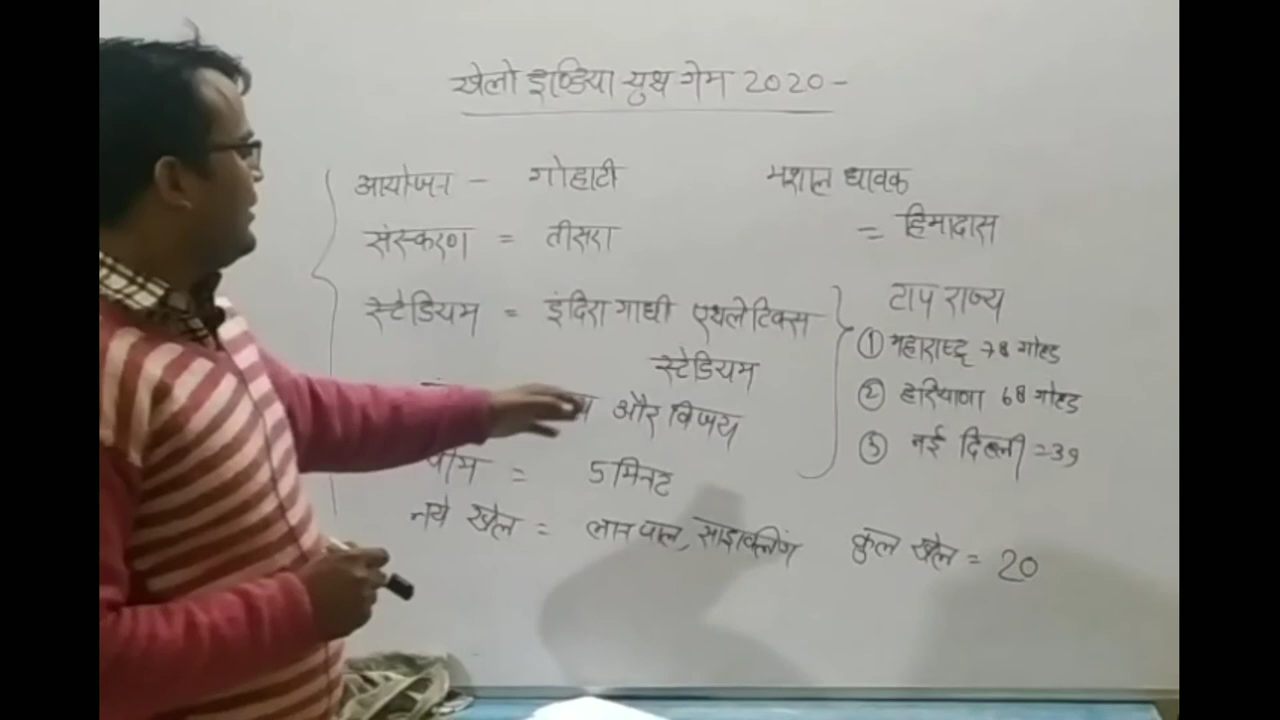 खेलो इण्डिया युथ गेम 2020-
आयोजन - गोहाटी
संस्करण = तीसरा
स्टेडियम = इंदिरा गाधी एथलेटिक्स
स्टेडियम
और विजय
थीम = 5 मिनट
नये खेल = लान वाल, साइक्लिंग
मशाल धावक
= हिमादास
टाप राज्य
① महाराष्ट्र 78 गोल्ड
② हरियाणा 68 गोल्ड
③ नई दिल्ली = 39
कुल खेल = 20